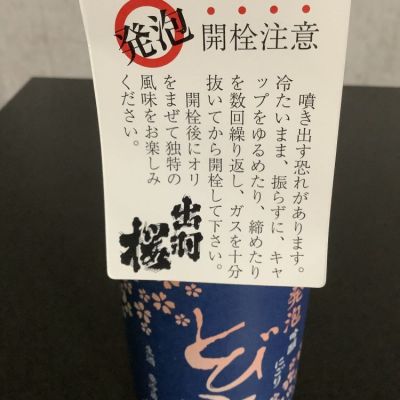 発泡
開栓注意
噴き出す恐れがあります。
冷たいまま、振らずに、キャ
ップをゆるめたり、締めたり
を数回繰り返し、ガスを十分
抜いてから開栓して下さい。
開栓後にオリ
をまぜて独特の
風味をお楽しみ
ください。
出羽桜
発泡
にごり
とび